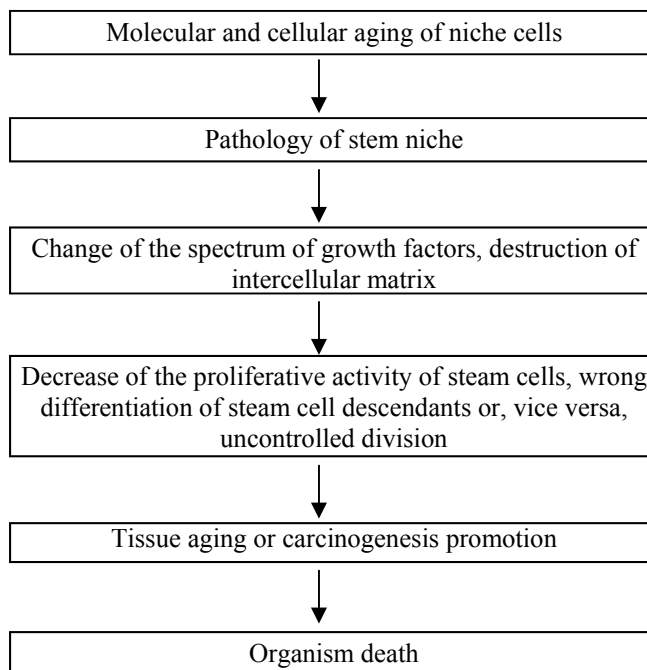 Molecular and cellular aging of niche cells
Pathology of stem niche
Change of the spectrum of growth factors, destruction of
intercellular matrix
Decrease of the proliferative activity of steam cells, wrong
differentiation of steam cell descendants or, vice versa,
uncontrolled division
Tissue aging or carcinogenesis promotion
Organism death